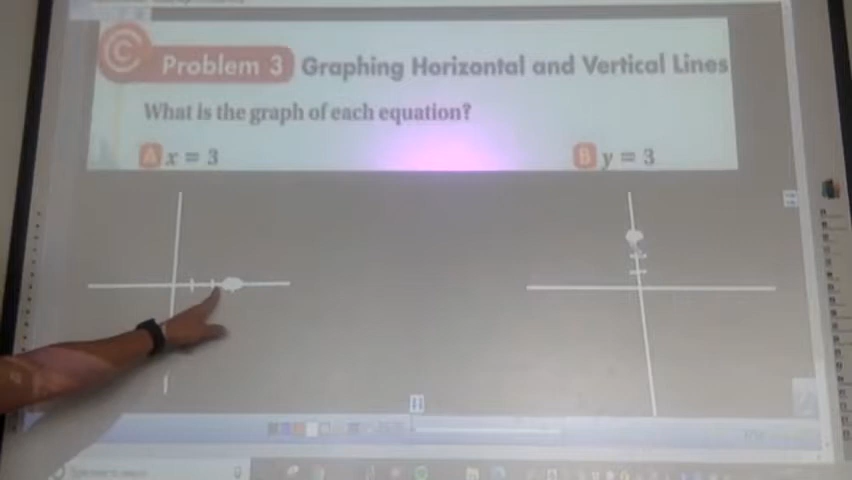 C Problem 3 Graphing Horizontal and Vertical Lines
What is the graph of each equation?
A x = 3
B y = 3